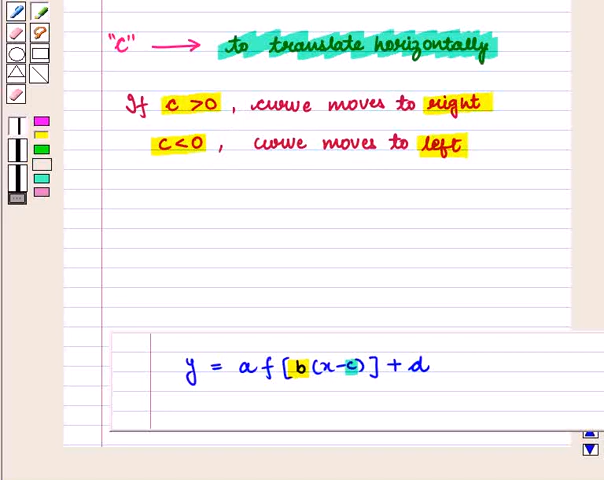 "c" → to translate horizontally
If c >0 , curve moves to right
c<0 , curve moves to left
y = a f [b(x-c)] + d